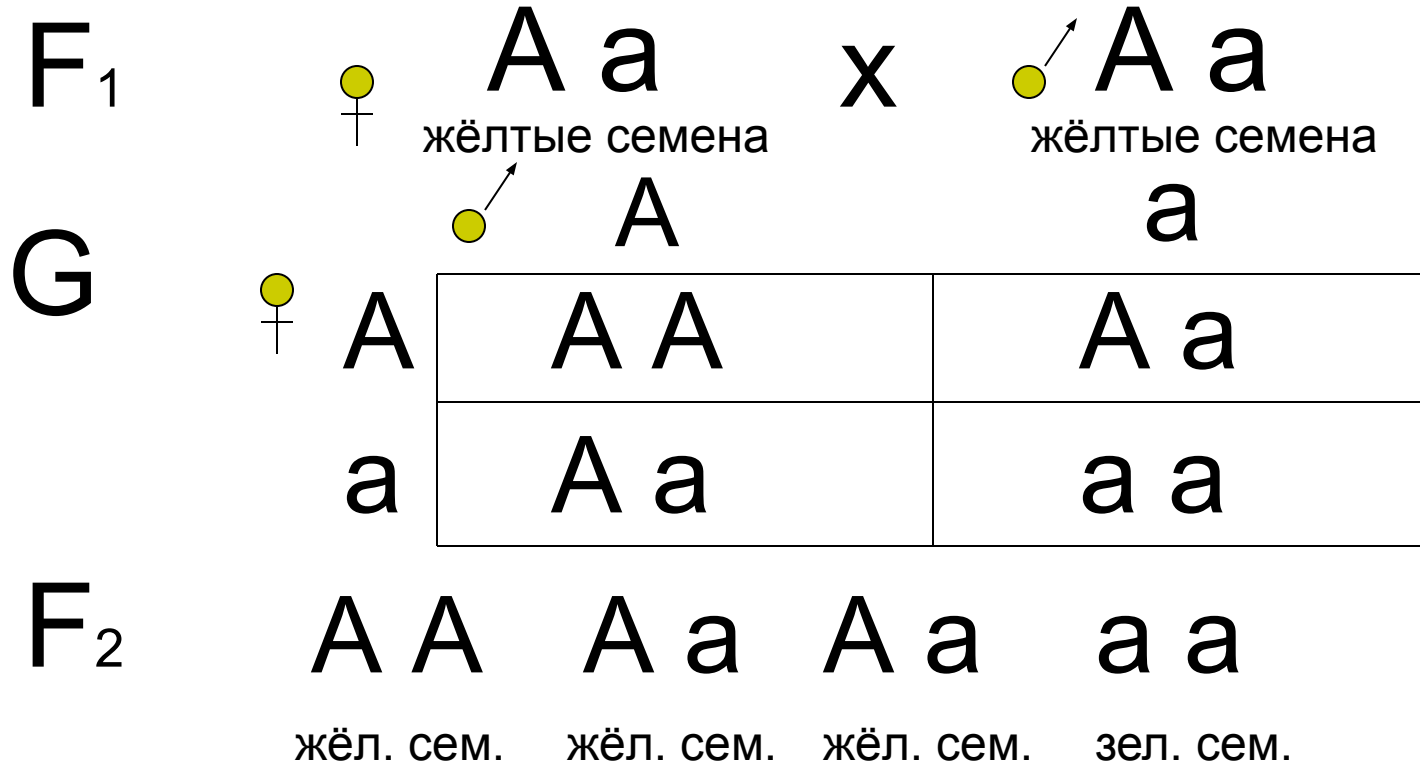 F1 A a x A a
жёлтые семена жёлтые семена
A a
G
A A A A a
a A a a a
F2 A A A a A a a a
жёл. сем. жёл. сем. жёл. сем. зел. сем.